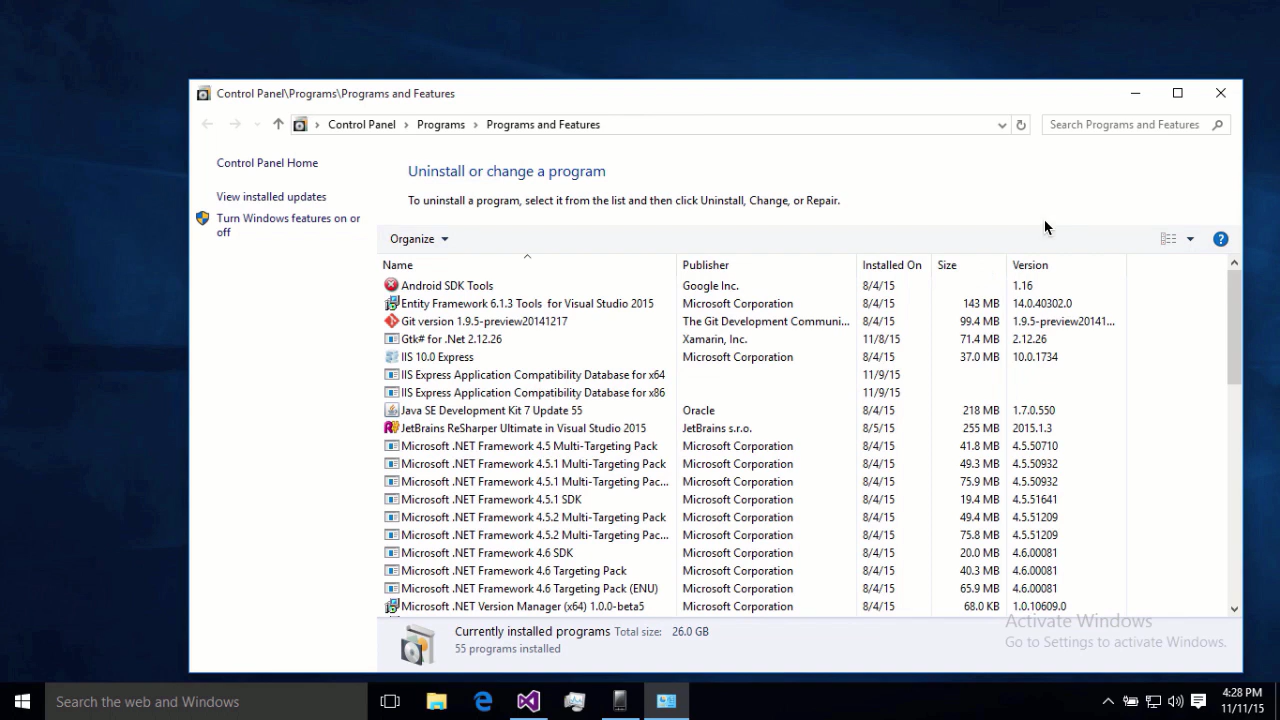 Control Panel\Programs\Programs and Features
Control Panel Programs Programs and Features
Search Programs and Features
Control Panel Home
View installed updates
Turn Windows features on or
off
Uninstall or change a program
To uninstall a program, select it from the list and then click Uninstall, Change, or Repair.
Organize
Name Publisher Installed On Size Version
Android SDK Tools Google Inc. 8/4/15 1.16
Entity Framework 6.1.3 Tools for Visual Studio 2015 Microsoft Corporation 8/4/15 143 MB 14.0.40302.0
Git version 1.9.5-preview20141217 The Git Development Communi... 8/4/15 99.4 MB 1.9.5-preview20141...
Gtk# for .Net 2.12.26 Xamarin, Inc. 11/8/15 71.4 MB 2.12.26
IIS 10.0 Express Microsoft Corporation 8/4/15 37.0 MB 10.0.1734
IIS Express Application Compatibility Database for x64 11/9/15
IIS Express Application Compatibility Database for x86 11/9/15
Java SE Development Kit 7 Update 55 Oracle 8/4/15 218 MB 1.7.0.550
JetBrains ReSharper Ultimate in Visual Studio 2015 JetBrains s.r.o. 8/5/15 255 MB 2015.1.3
Microsoft .NET Framework 4.5 Multi-Targeting Pack Microsoft Corporation 8/4/15 41.8 MB 4.5.50710
Microsoft .NET Framework 4.5.1 Multi-Targeting Pack Microsoft Corporation 8/4/15 49.3 MB 4.5.50932
Microsoft .NET Framework 4.5.1 Multi-Targeting Pac... Microsoft Corporation 8/4/15 75.9 MB 4.5.50932
Microsoft .NET Framework 4.5.1 SDK Microsoft Corporation 8/4/15 19.4 MB 4.5.51641
Microsoft .NET Framework 4.5.2 Multi-Targeting Pack Microsoft Corporation 8/4/15 49.4 MB 4.5.51209
Microsoft .NET Framework 4.5.2 Multi-Targeting Pac... Microsoft Corporation 8/4/15 75.8 MB 4.5.51209
Microsoft .NET Framework 4.6 SDK Microsoft Corporation 8/4/15 20.0 MB 4.6.00081
Microsoft .NET Framework 4.6 Targeting Pack Microsoft Corporation 8/4/15 40.3 MB 4.6.00081
Microsoft .NET Framework 4.6 Targeting Pack (ENU) Microsoft Corporation 8/4/15 65.9 MB 4.6.00081
Microsoft .NET Version Manager (x64) 1.0.0-beta5 Microsoft Corporation 8/4/15 68.0 KB 1.0.10609.0
Currently installed programs Total size: 26.0 GB
55 programs installed
Activate Windows
Go to Settings to activate Windows.
Search the web and Windows
4:28 PM
11/11/15